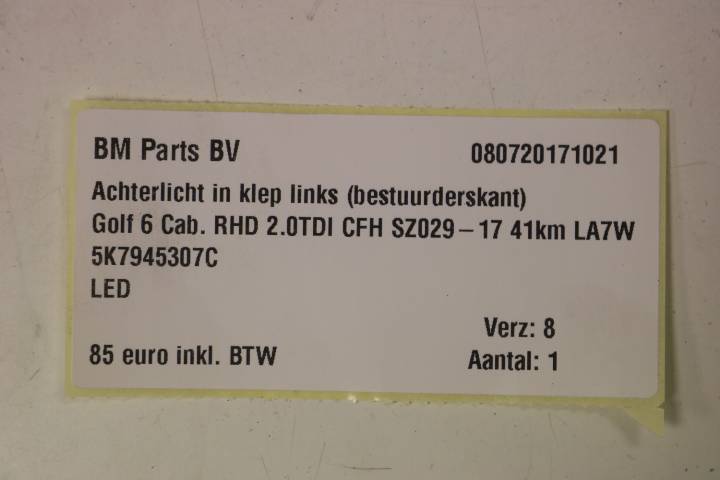 BM Parts BV 080720171021
Achterlicht in klep links (bestuurderskant)
Golf 6 Cab. RHD 2.0TDI CFH SZ029-17 41km LA7W
5K7945307C
LED
Verz: 8
85 euro inkl. BTW Aantal: 1